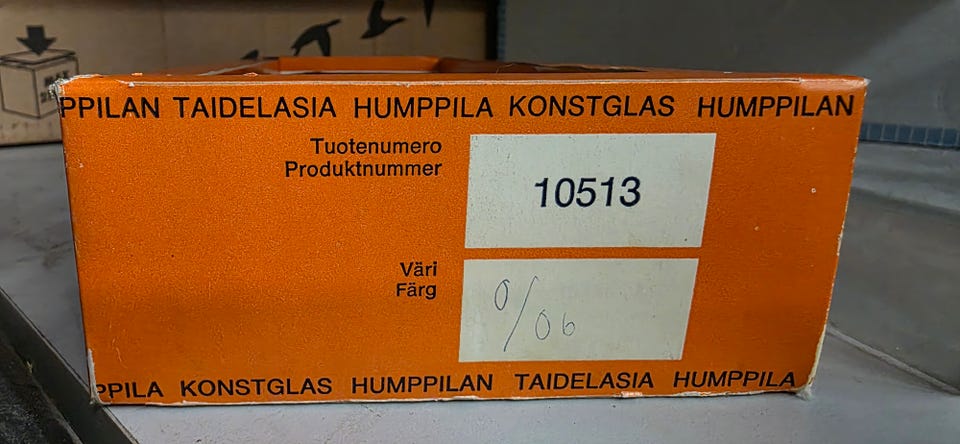 PPILAN TAIDELASIA HUMPPILA KONSTGLAS HUMPPILAN
Tuotenumero
Produktnummer
10513
Väri
Färg
0/06
PPILA KONSTGLAS HUMPPILAN TAIDELASIA HUMPPILA